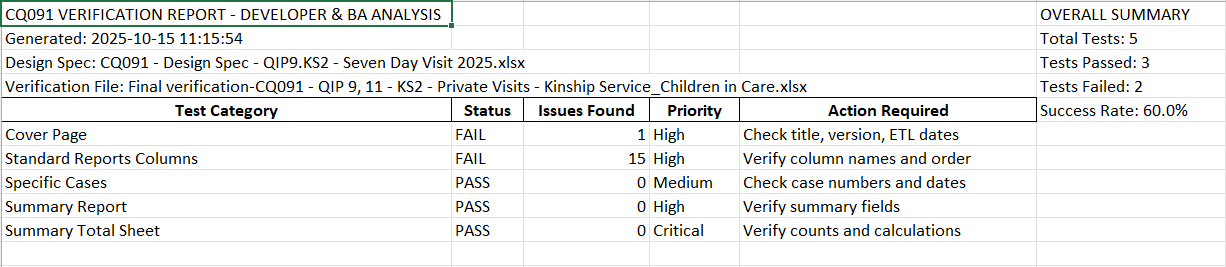 CQ091 VERIFICATION REPORT - DEVELOPER & BA ANALYSIS OVERALL SUMMARY
Generated: 2025-10-15 11:15:54 Total Tests: 5
Design Spec: CQ091 - Design Spec - QIP9.KS2 - Seven Day Visit 2025.xlsx Tests Passed: 3
Verification File: Final verification-CQ091 - QIP 9, 11 - KS2 - Private Visits - Kinship Service_Children in Care.xlsx Tests Failed: 2
Test Category Status Issues Found Priority Action Required Success Rate: 60.0%
Cover Page FAIL 1 High Check title, version, ETL dates
Standard Reports Columns FAIL 15 High Verify column names and order
Specific Cases PASS 0 Medium Check case numbers and dates
Summary Report PASS 0 High Verify summary fields
Summary Total Sheet PASS 0 Critical Verify counts and calculations